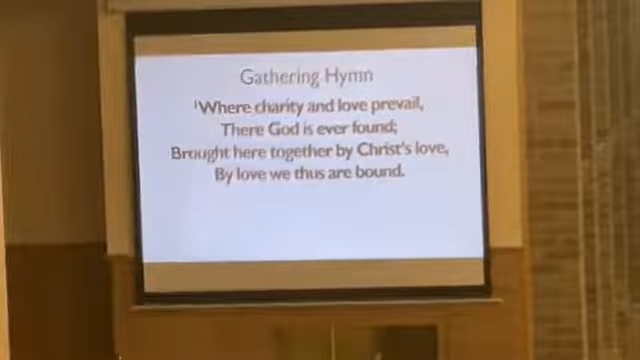 Gathering Hymn
¹Where charity and love prevail,
There God is ever found;
Brought here together by Christ's love,
By love we thus are bound.